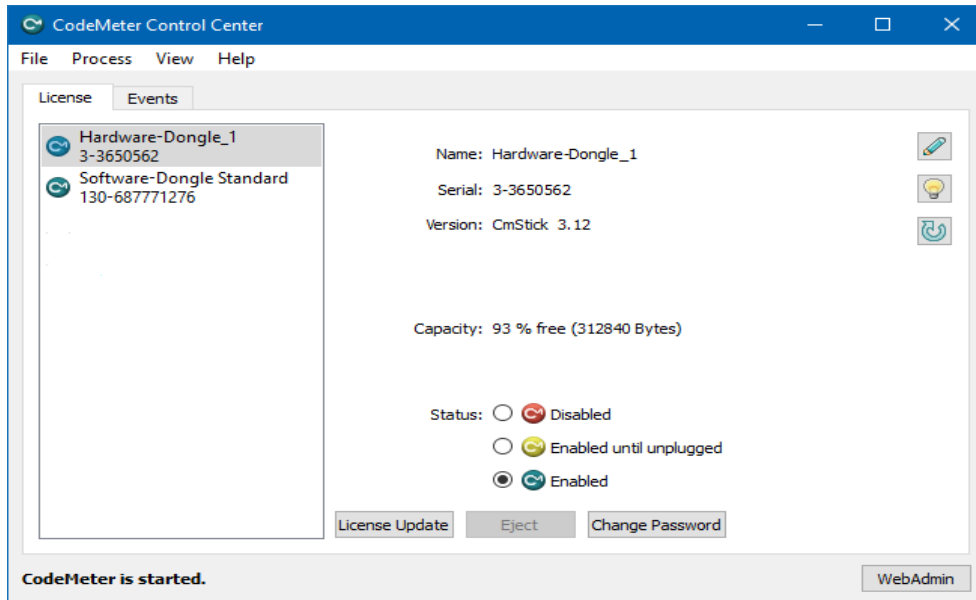 CodeMeter Control Center
File Process View Help
License Events
Hardware-Dongle_1
3-3650562
Software-Dongle Standard
130-687771276
Name: Hardware-Dongle_1
Serial: 3-3650562
Version: CmStick 3.12
Capacity: 93 % free (312840 Bytes)
Status: Disabled
Enabled until unplugged
Enabled
License Update Eject Change Password
CodeMeter is started. WebAdmin